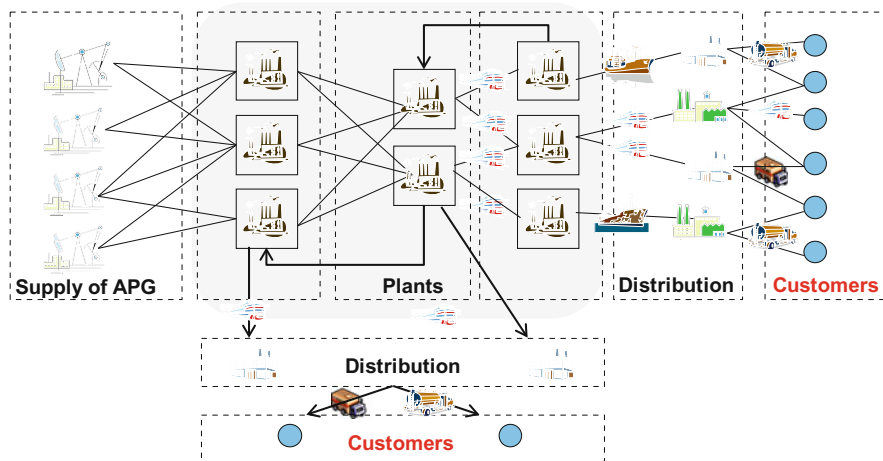 Supply of APG
Plants
Distribution
Customers
Distribution
Customers